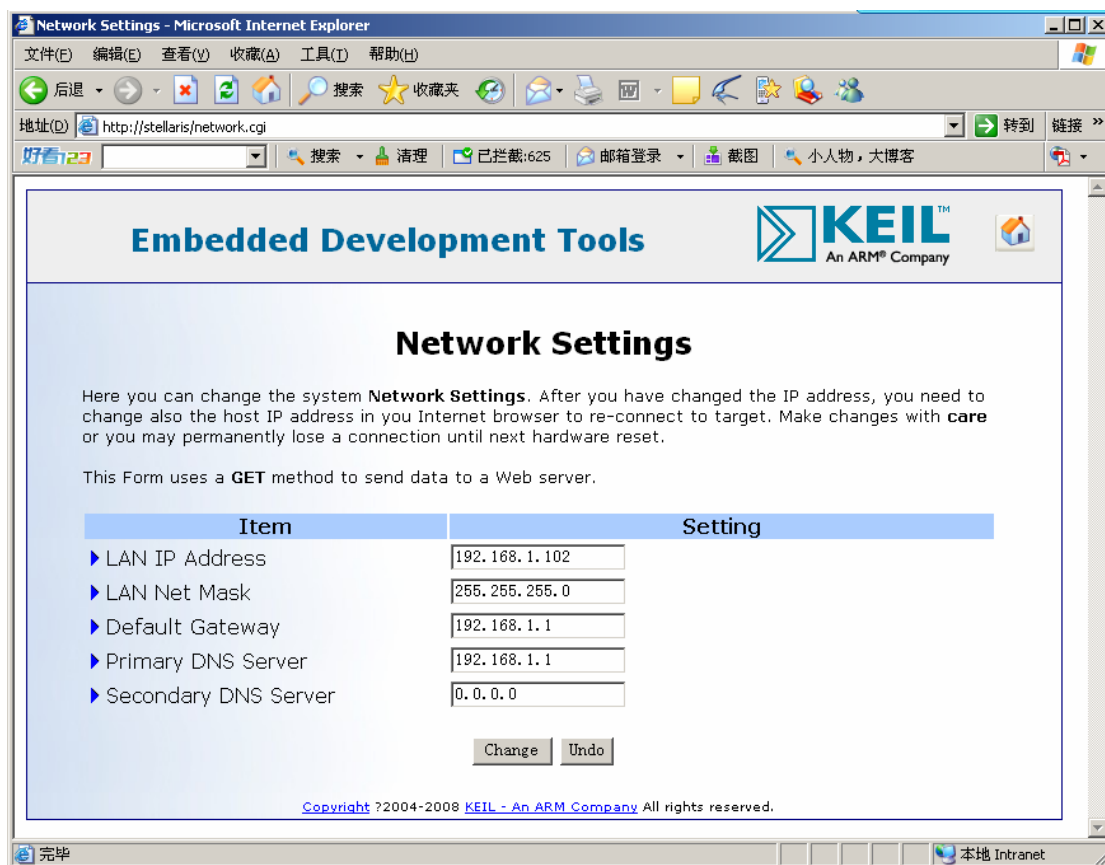 Network Settings - Microsoft Internet Explorer
文件(F) 编辑(E) 查看(V) 收藏(A) 工具(T) 帮助(H)
后退 搜索 收藏夹
地址(D) http://stellaris/network.cgi 转到 链接 »
好看123 搜索 清理 已拦截:625 邮箱登录 截图 小人物，大博客
Embedded Development Tools
KEIL™
An ARM® Company
Network Settings
Here you can change the system Network Settings. After you have changed the IP address, you need to
change also the host IP address in you Internet browser to re-connect to target. Make changes with care
or you may permanently lose a connection until next hardware reset.
This Form uses a GET method to send data to a Web server.
Item Setting
LAN IP Address 192.168.1.102
LAN Net Mask 255.255.255.0
Default Gateway 192.168.1.1
Primary DNS Server 192.168.1.1
Secondary DNS Server 0.0.0.0
Change Undo
Copyright ?2004-2008 KEIL - An ARM Company All rights reserved.
完毕 本地 Intranet